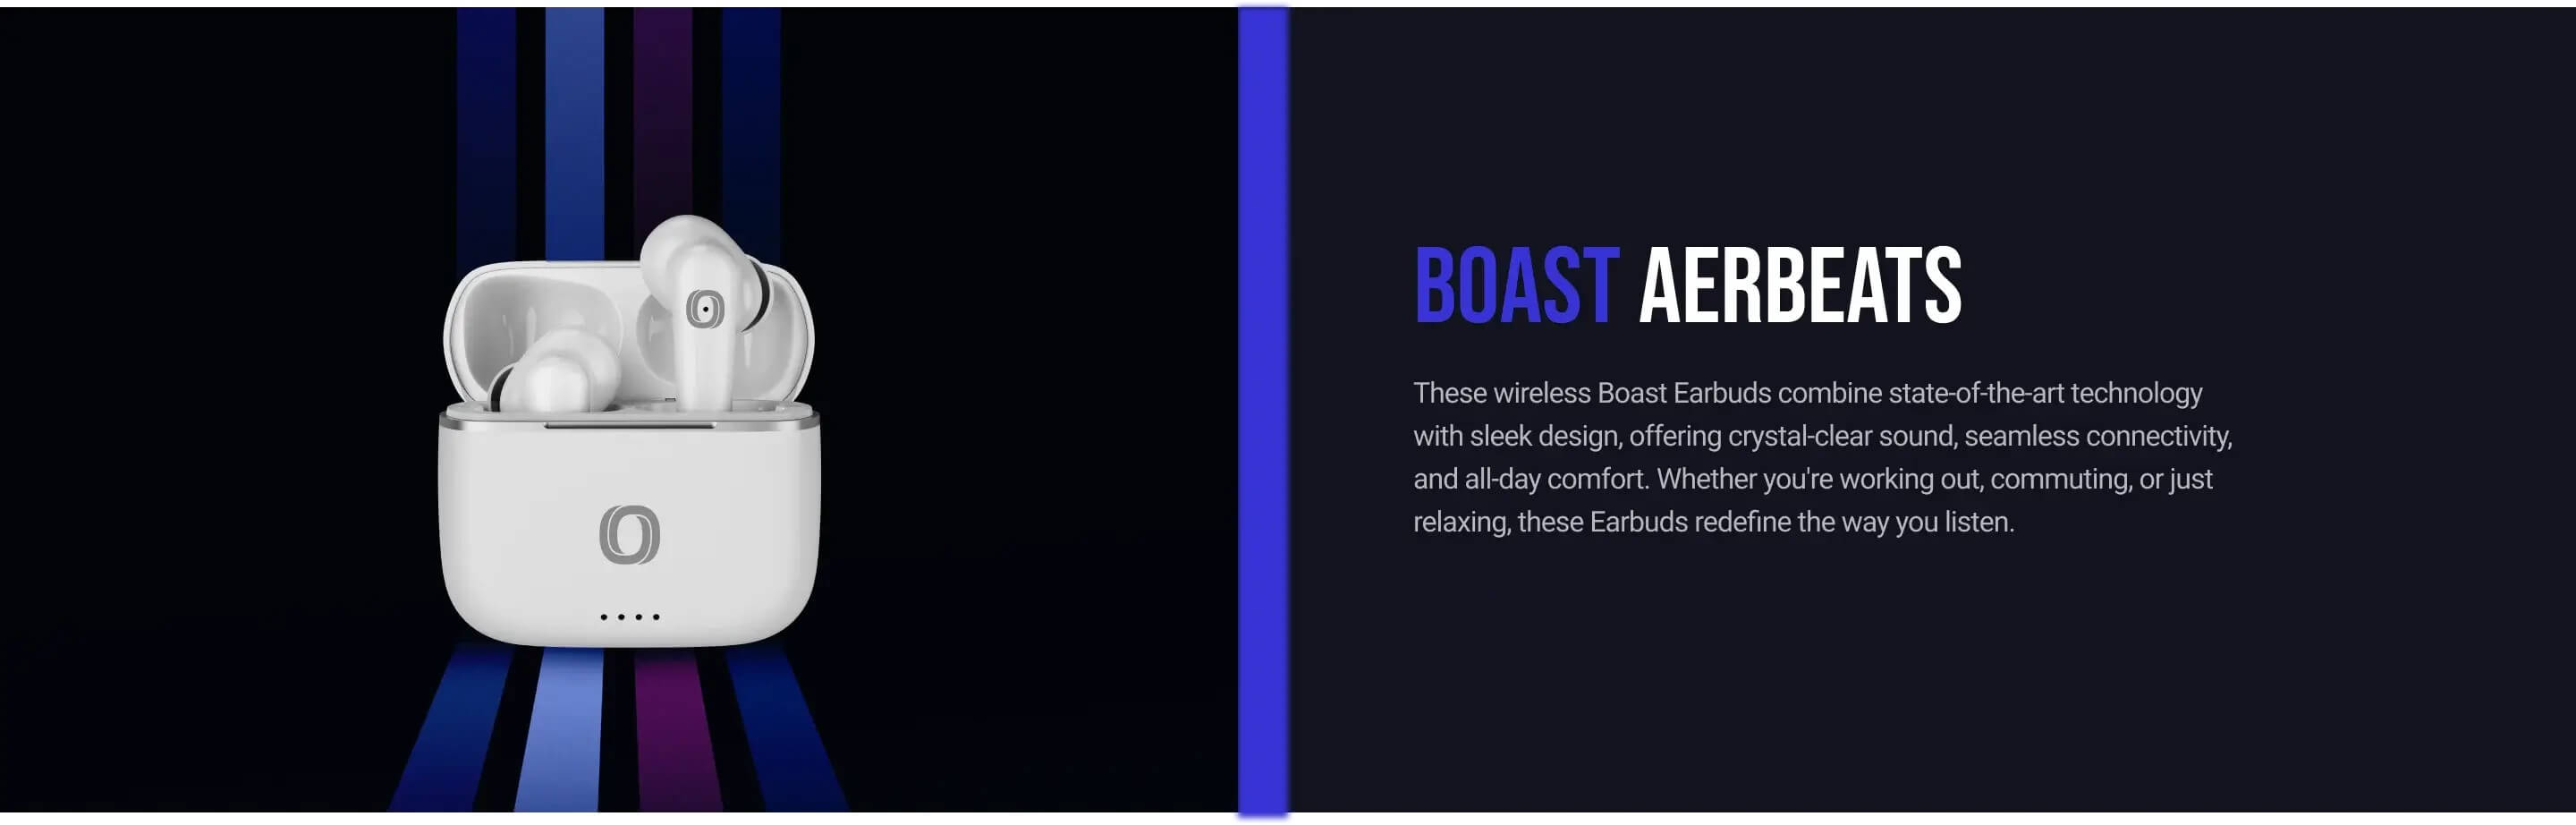 BOAST AERBEATS
These wireless Boast Earbuds combine state-of-the-art technology
with sleek design, offering crystal-clear sound, seamless connectivity,
and all-day comfort. Whether you're working out, commuting, or just
relaxing, these Earbuds redefine the way you listen.